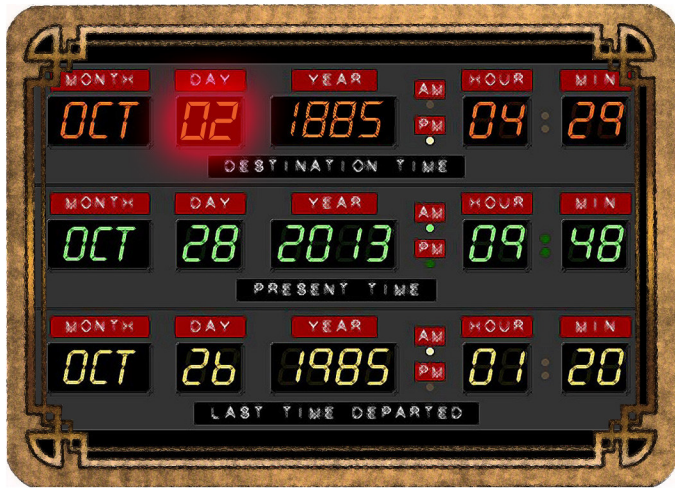 MONTH DAY YEAR AM HOUR MIN
OCT 02 1885 PM 04 : 29
DESTINATION TIME
MONTH DAY YEAR AM HOUR MIN
OCT 28 2013 PM 09 : 48
PRESENT TIME
MONTH DAY YEAR AM HOUR MIN
OCT 26 1985 PM 01 : 20
LAST TIME DEPARTED